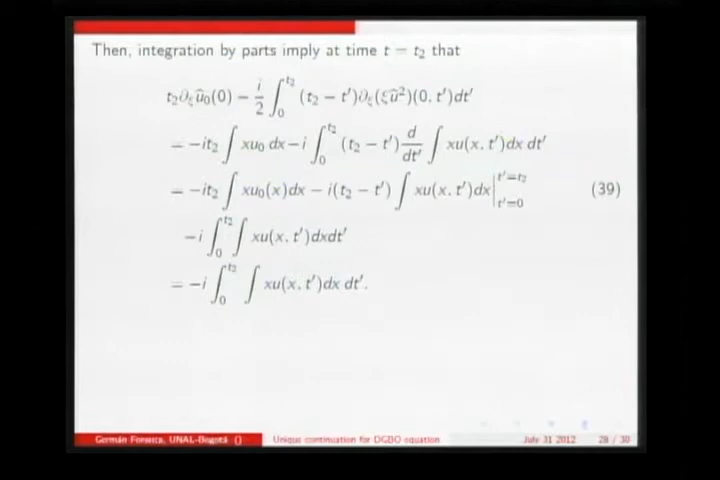 Then, integration by parts imply at time t = t₂ that
t₂∂_ξû₀(0) − i/2 ∫₀^{t₂} (t₂ − t′)∂_ξ(ξû²)(0, t′)dt′
= −it₂ ∫ xu₀ dx − i ∫₀^{t₂} (t₂ − t′) d/dt′ ∫ xu(x, t′)dx dt′
= −it₂ ∫ xu₀(x)dx − i(t₂ − t′) ∫ xu(x, t′)dx |_{t′=0}^{t′=t₂} (39)
−i ∫₀^{t₂} ∫ xu(x, t′)dxdt′
= −i ∫₀^{t₂} ∫ xu(x, t′)dx dt′.
Germán Fonseca, UNAL-Bogotá () Unique continuation for DGBO equation July 31 2012 28 / 30